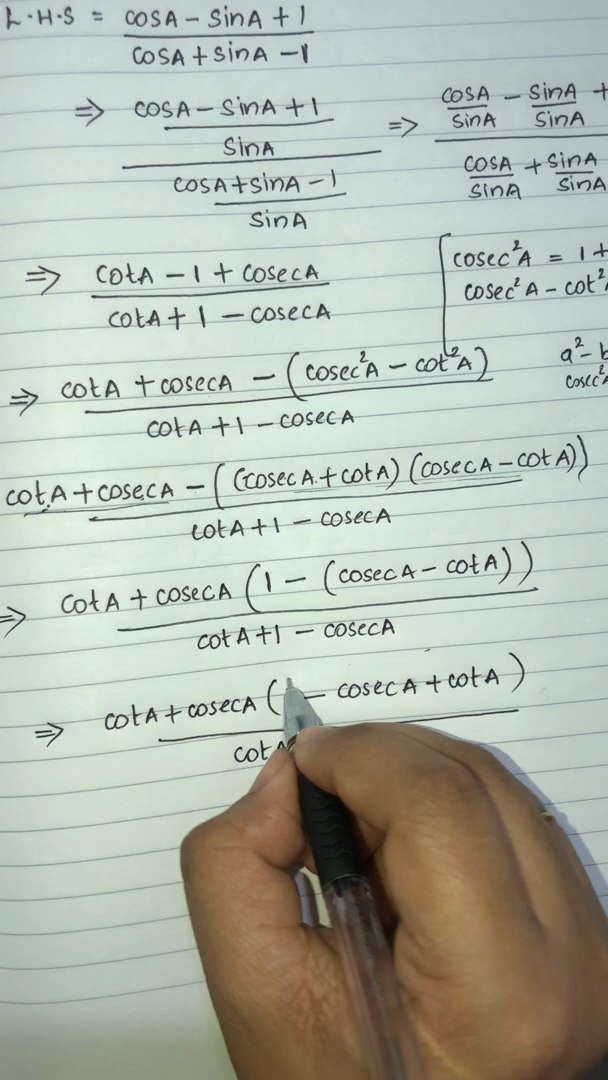 L.H.S = cosA - sinA + 1
cosA + sinA - 1
⇒ cosA - sinA + 1
sinA
cosA + sinA - 1
sinA
⇒ cosA/sinA - sinA/sinA +
cosA/sinA + sinA/sinA
⇒ cotA - 1 + cosecA
cotA + 1 - cosecA
cosec²A = 1 +
cosec²A - cot²
a² - b
cosec²
⇒ cotA + cosecA - (cosec²A - cot²A)
cotA + 1 - cosecA
cotA + cosecA - ((cosecA + cotA) (cosecA - cotA))
cotA + 1 - cosecA
⇒ cotA + cosecA (1 - (cosecA - cotA))
cotA + 1 - cosecA
⇒ cotA + cosecA ( - cosecA + cotA)
cot